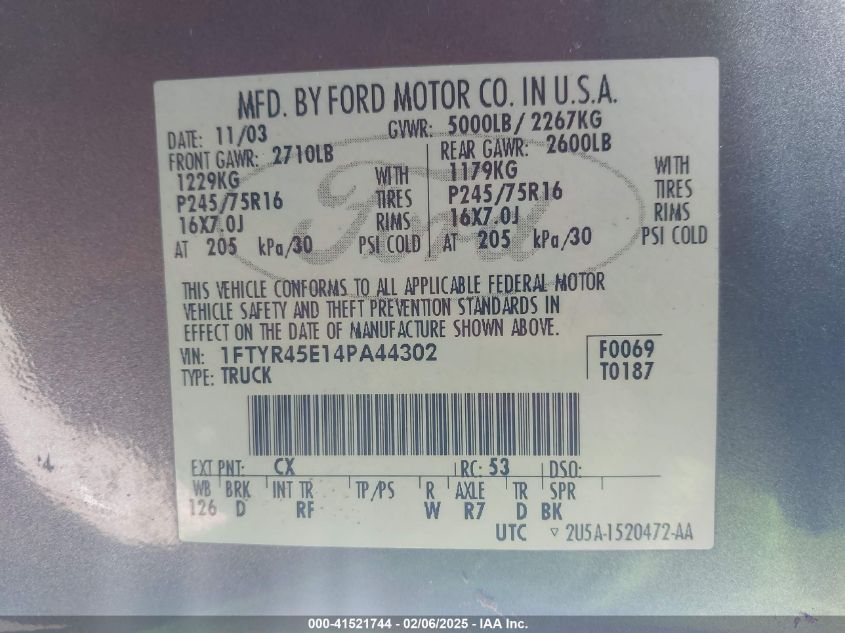 MFD. BY FORD MOTOR CO. IN U.S.A.
DATE: 11/03 GVWR: 5000LB/ 2267KG
FRONT GAWR: 2710LB REAR GAWR: 2600LB
1229KG WITH 1179KG WITH
P245/75R16 TIRES P245/75R16 TIRES
16X7.0J RIMS 16X7.0J RIMS
AT 205 kPa/30 PSI COLD AT 205 kPa/30 PSI COLD
Ford
THIS VEHICLE CONFORMS TO ALL APPLICABLE FEDERAL MOTOR
VEHICLE SAFETY AND THEFT PREVENTION STANDARDS IN
EFFECT ON THE DATE OF MANUFACTURE SHOWN ABOVE.
VIN: 1FTYR45E14PA44302 F0069
TYPE: TRUCK T0187
EXT PNT: CX RC: 53 DSO:
WB BRK INT TR TP/PS R AXLE TR SPR
126 D RF W R7 D BK
UTC ▽ 2U5A-1520472-AA
000-41521744 - 02/06/2025 - IAA Inc.